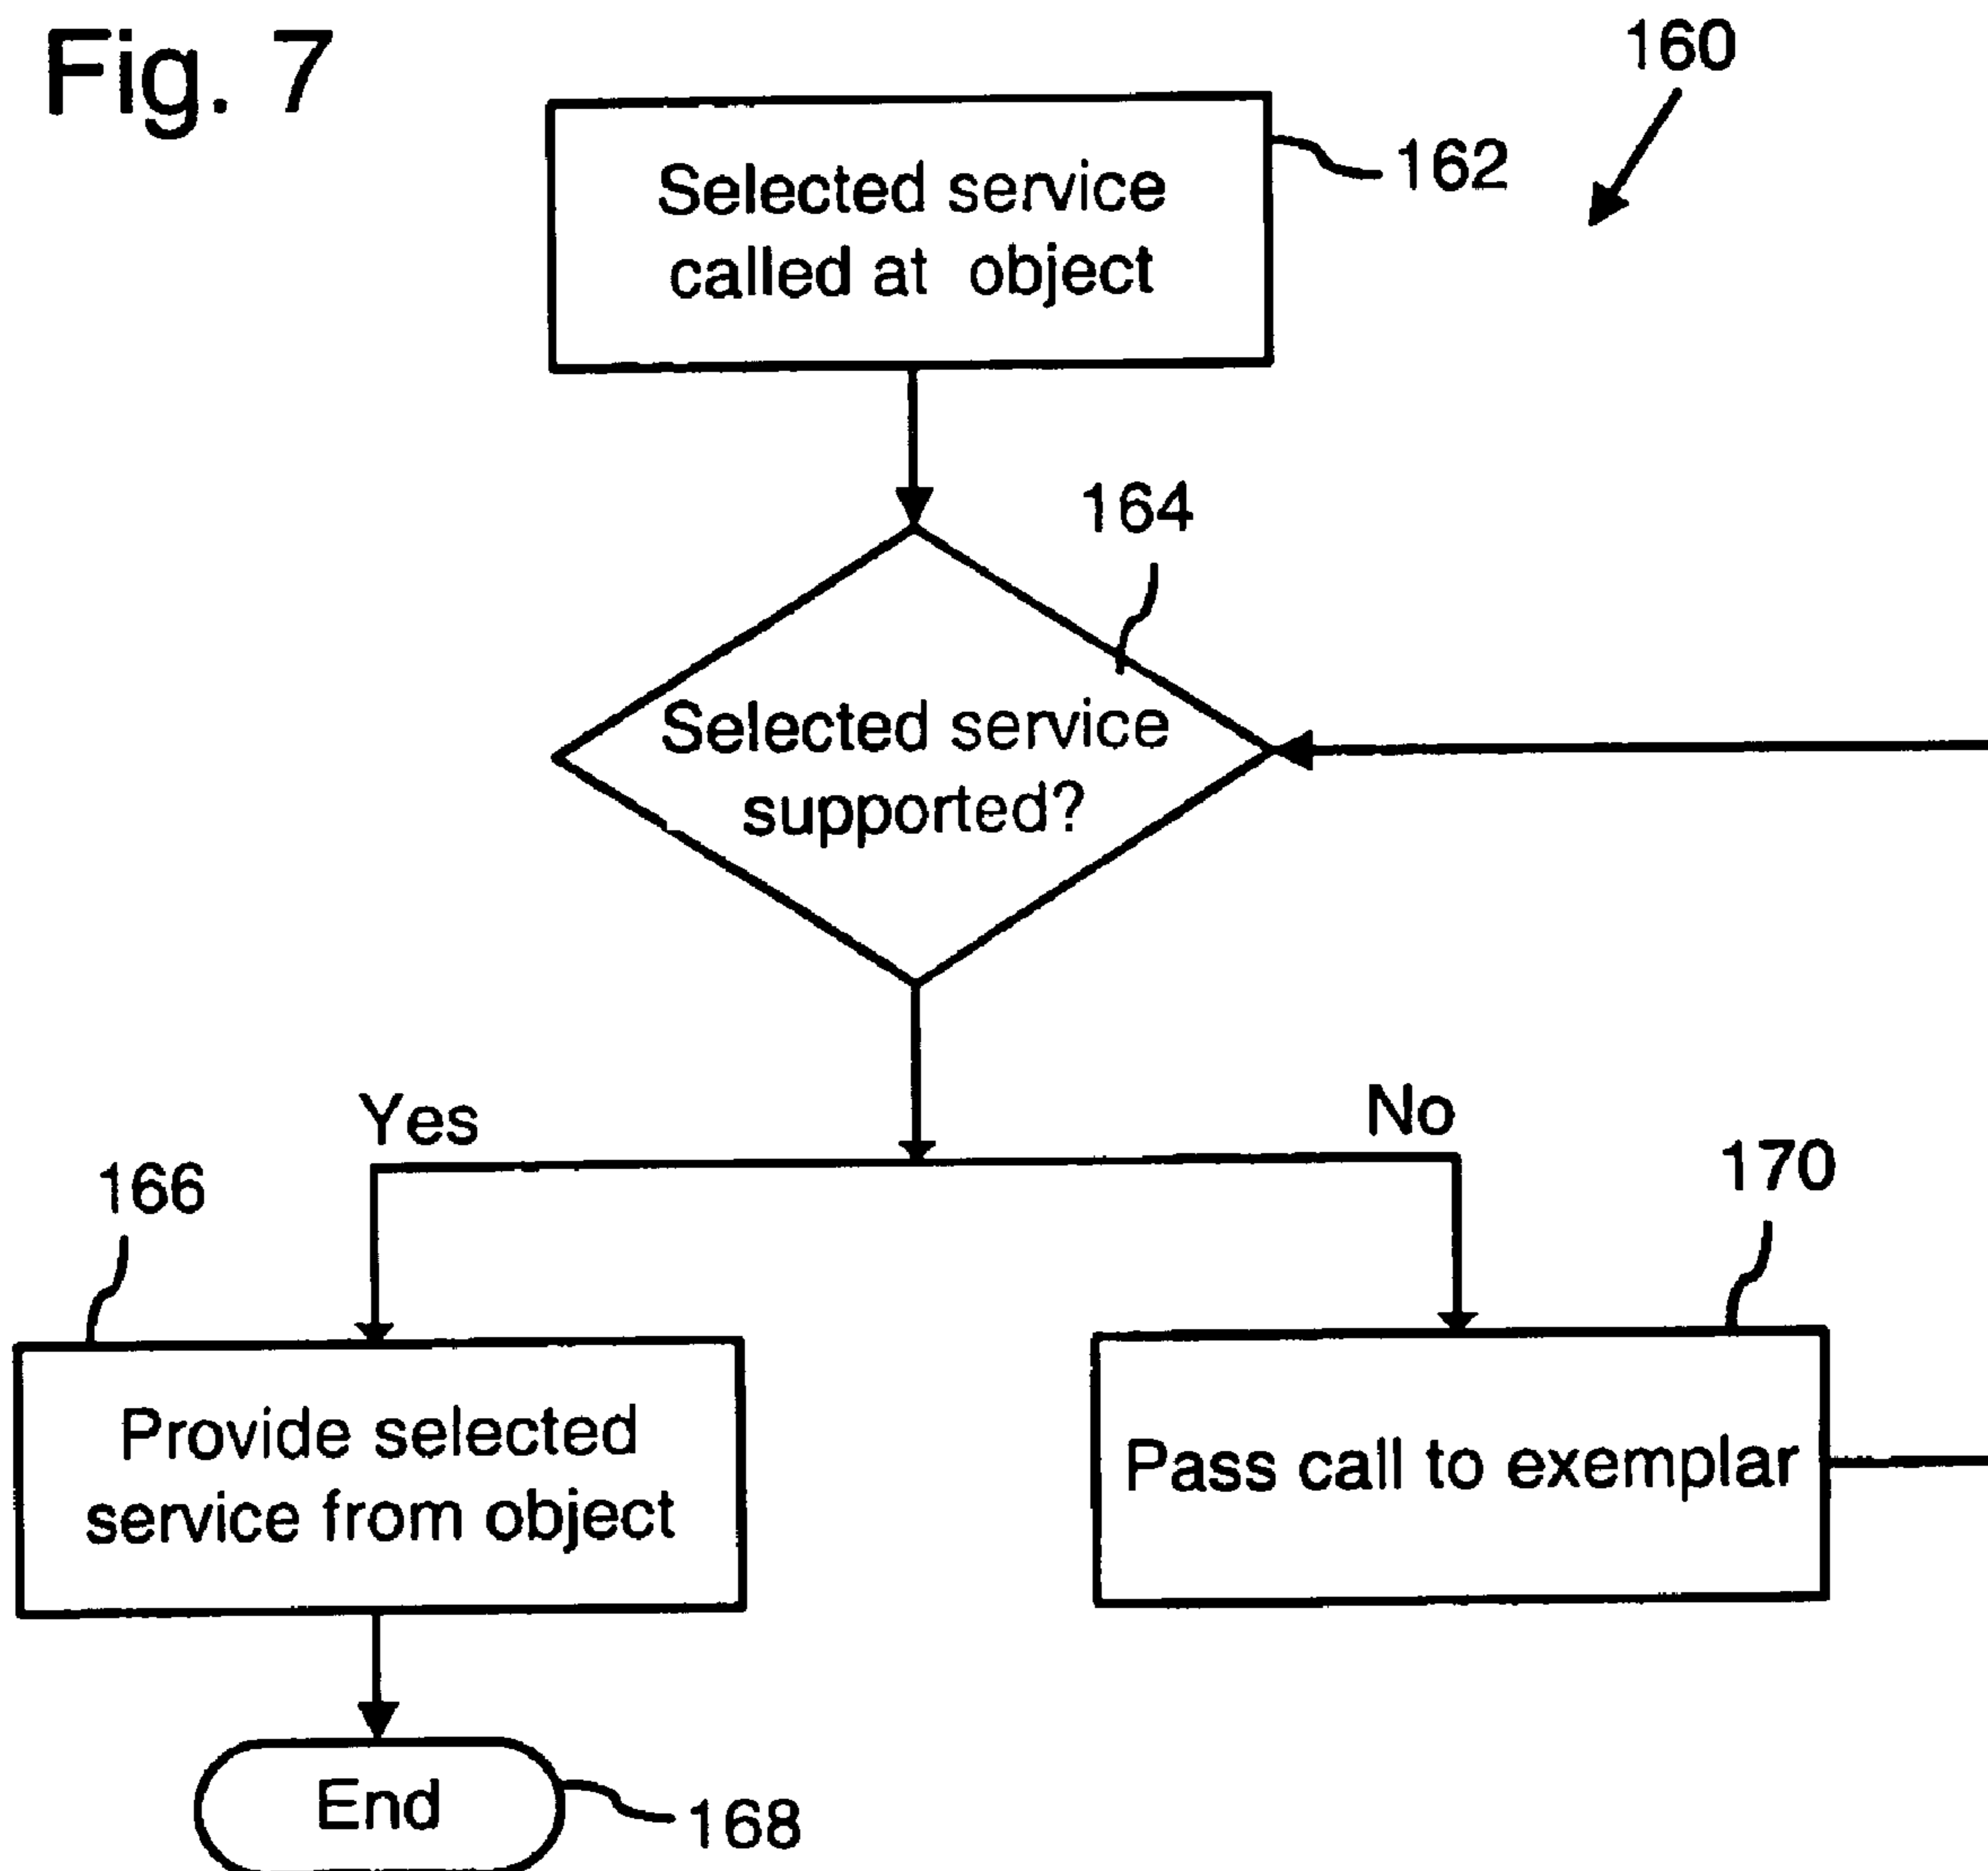 Fig. 7
160
162
Selected service
called at object
164
Selected service
supported?
Yes
No
166
170
Provide selected
service from object
Pass call to exemplar
End
168